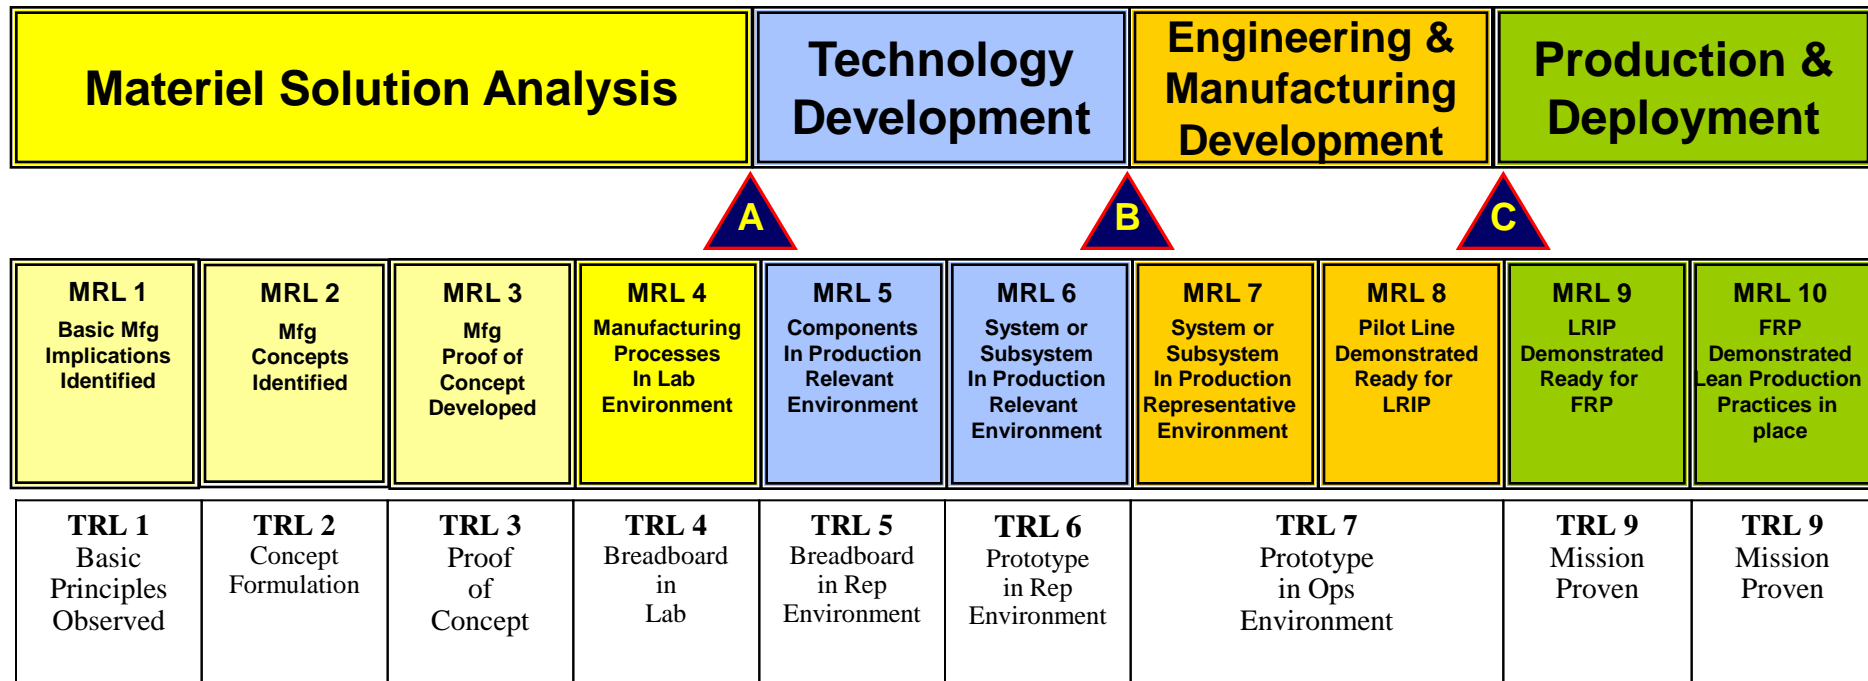 Materiel Solution Analysis
Technology
Development
Engineering &
Manufacturing
Development
Production &
Deployment
A
B
C
MRL 1
Basic Mfg
Implications
Identified
MRL 2
Mfg
Concepts
Identified
MRL 3
Mfg
Proof of
Concept
Developed
MRL 4
Manufacturing
Processes
In Lab
Environment
MRL 5
Components
In Production
Relevant
Environment
MRL 6
System or
Subsystem
In Production
Relevant
Environment
MRL 7
System or
Subsystem
In Production
Representative
Environment
MRL 8
Pilot Line
Demonstrated
Ready for
LRIP
MRL 9
LRIP
Demonstrated
Ready for
FRP
MRL 10
FRP
Demonstrated
Lean Production
Practices in
place
TRL 1
Basic
Principles
Observed
TRL 2
Concept
Formulation
TRL 3
Proof
of
Concept
TRL 4
Breadboard
in
Lab
TRL 5
Breadboard
in Rep
Environment
TRL 6
Prototype
in Rep
Environment
TRL 7
Prototype
in Ops
Environment
TRL 9
Mission
Proven
TRL 9
Mission
Proven